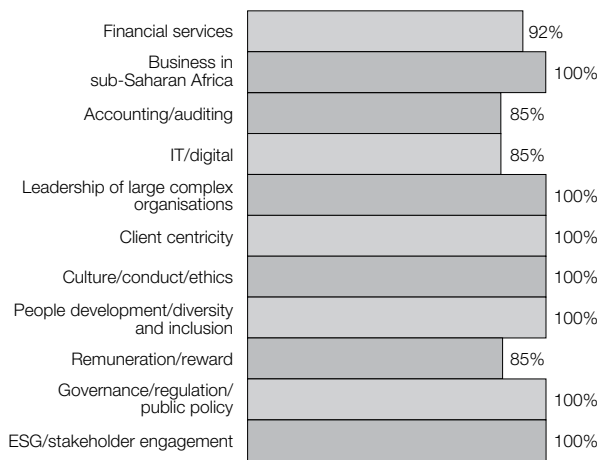 Financial services
92%
Business in
sub-Saharan Africa
100%
Accounting/auditing
85%
IT/digital
85%
Leadership of large complex
organisations
100%
Client centricity
100%
Culture/conduct/ethics
100%
People development/diversity
and inclusion
100%
Remuneration/reward
85%
Governance/regulation/
public policy
100%
ESG/stakeholder engagement
100%